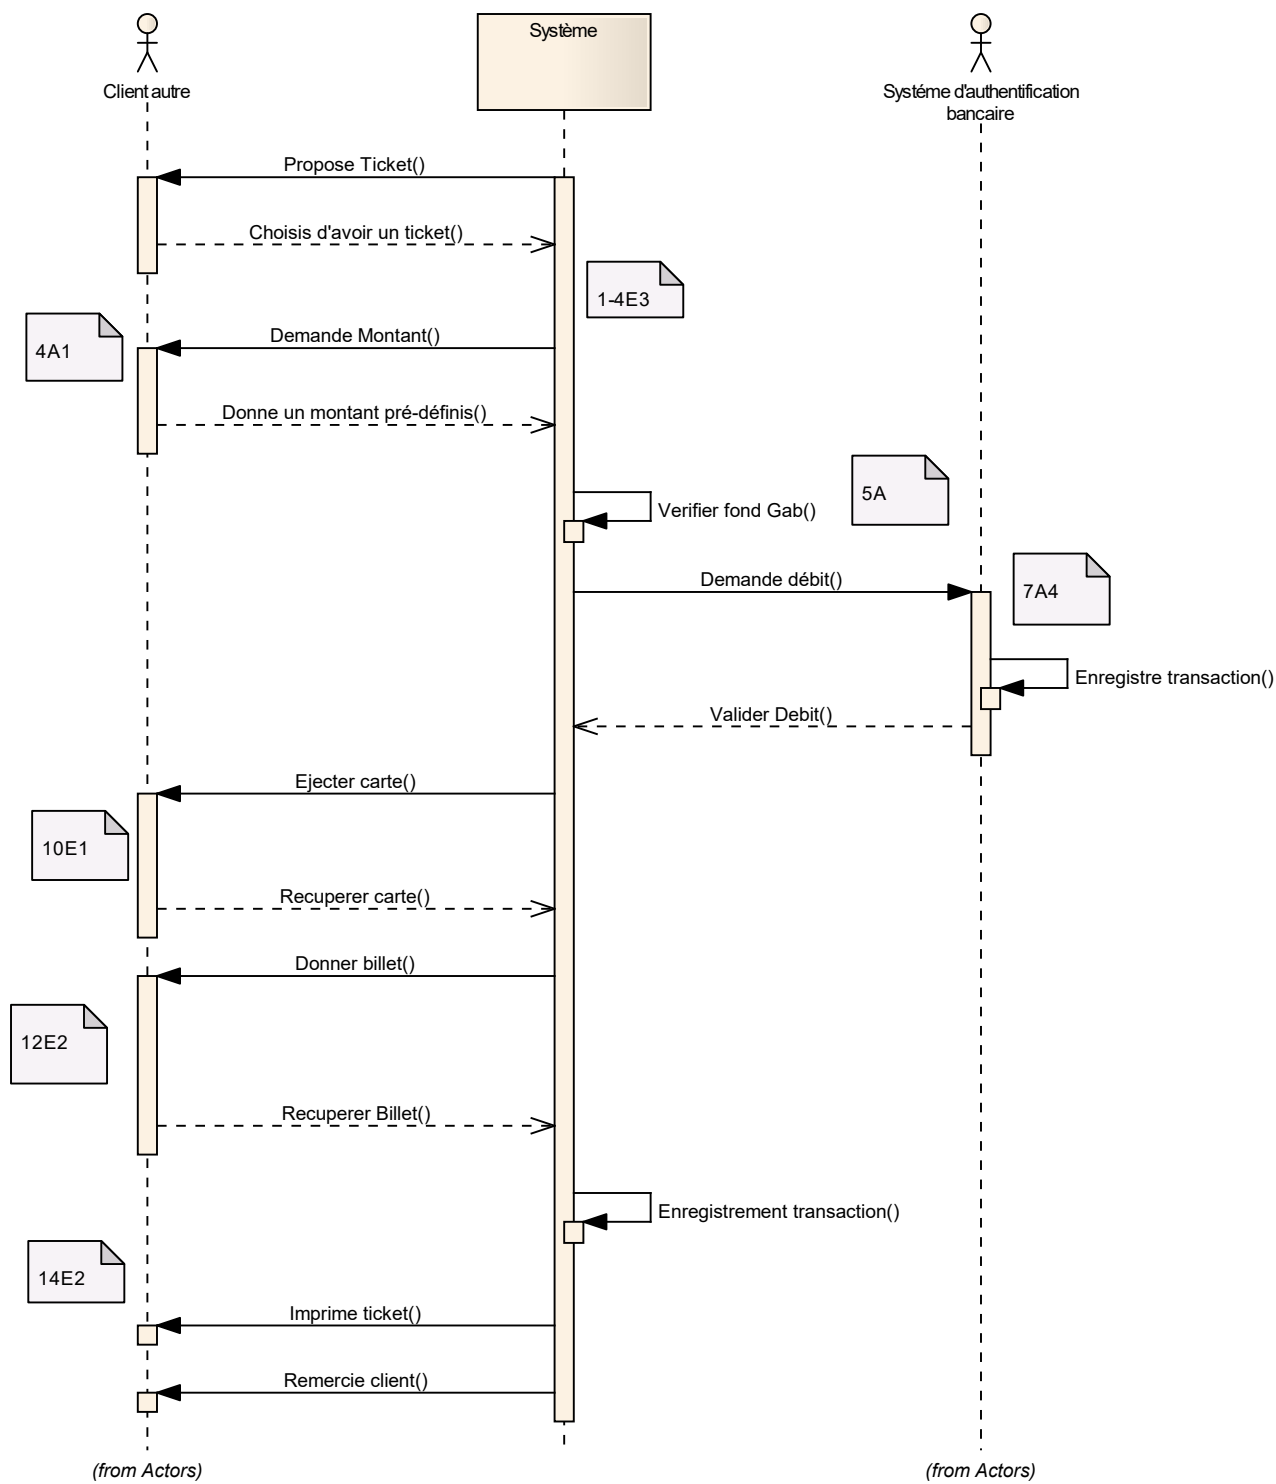 Système
Client autre
Systéme d'authentification
bancaire
Propose Ticket()
Choisis d'avoir un ticket()
1-4E3
4A1
Demande Montant()
Donne un montant pré-définis()
5A
Verifier fond Gab()
Demande débit()
7A4
Enregistre transaction()
Valider Debit()
Ejecter carte()
10E1
Recuperer carte()
Donner billet()
12E2
Recuperer Billet()
Enregistrement transaction()
14E2
Imprime ticket()
Remercie client()
(from Actors)
(from Actors)